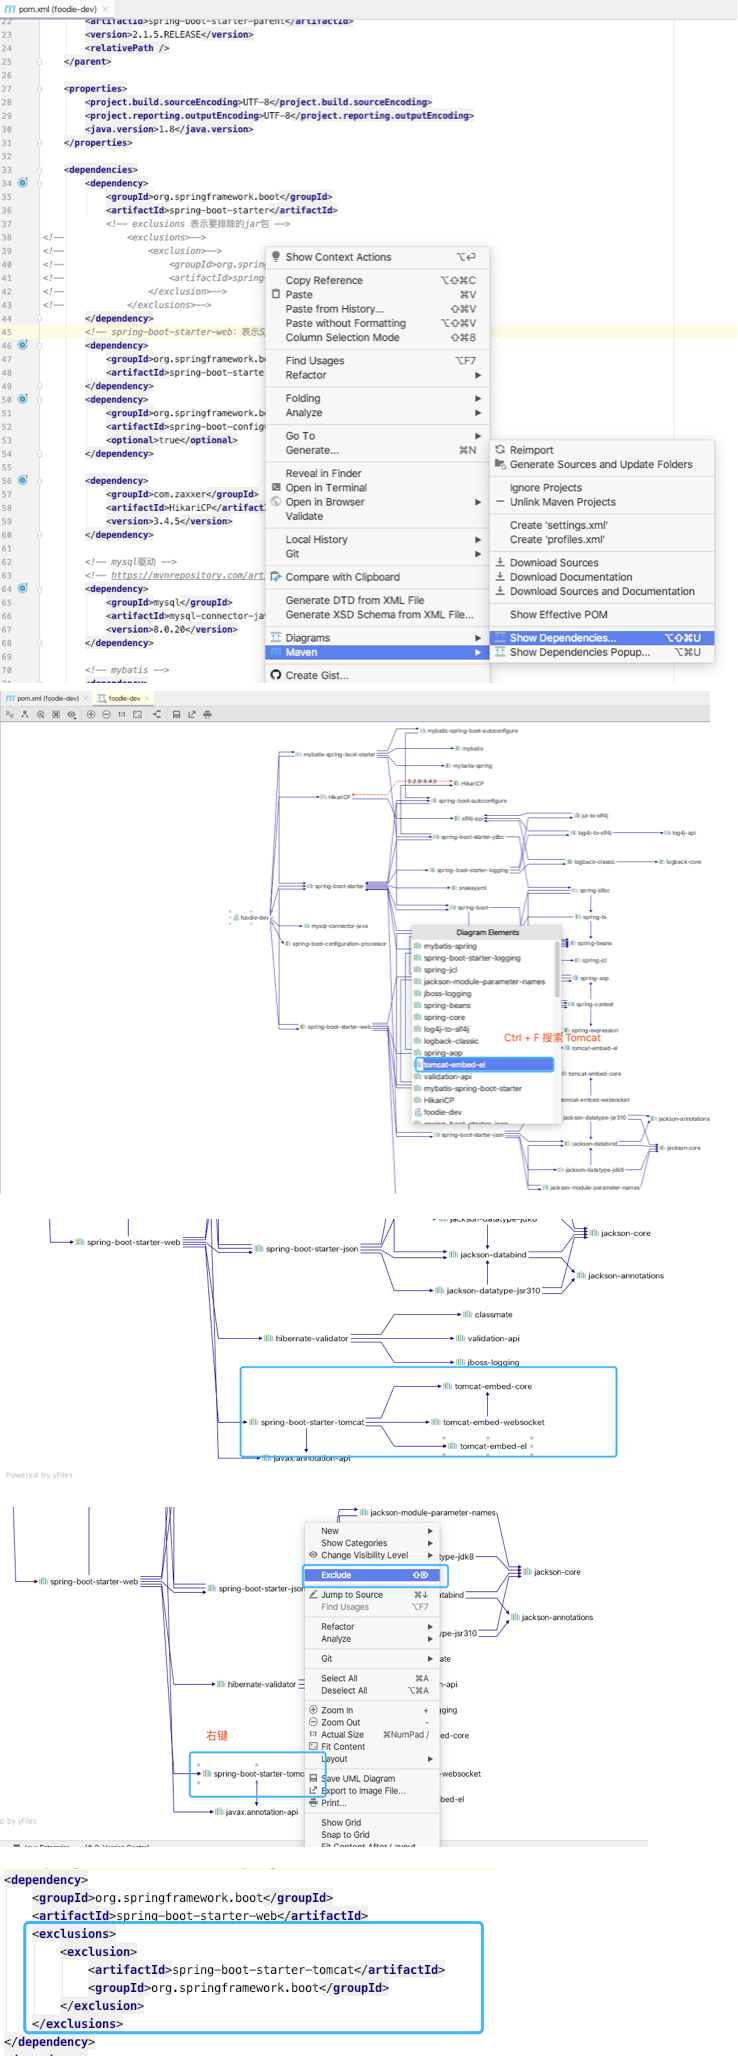 pom.xml (foodie-dev)
22 <artifactId>spring-boot-starter-parent</artifactId>
23 <version>2.1.5.RELEASE</version>
24 <relativePath />
25 </parent>
26
27 <properties>
28 <project.build.sourceEncoding>UTF-8</project.build.sourceEncoding>
29 <project.reporting.outputEncoding>UTF-8</project.reporting.outputEncoding>
30 <java.version>1.8</java.version>
31 </properties>
32
33 <dependencies>
34 <dependency>
35 <groupId>org.springframework.boot</groupId>
36 <artifactId>spring-boot-starter</artifactId>
37 <!-- exclusions 表示要排除的jar包 -->
38 <!-- <exclusions>-->
39 <!-- <exclusion>-->
40 <!-- <groupId>org.spring
41 <!-- <artifactId>spring-
42 <!-- </exclusion>-->
43 <!-- </exclusions>-->
44 </dependency>
45 <!-- spring-boot-starter-web: 表示S
46 <dependency>
47 <groupId>org.springframework.bo
48 <artifactId>spring-boot-starte
49 </dependency>
50 <dependency>
51 <groupId>org.springframework.bo
52 <artifactId>spring-boot-config
53 <optional>true</optional>
54 </dependency>
55
56 <dependency>
57 <groupId>com.zaxxer</groupId>
58 <artifactId>HikariCP</artifactI
59 <version>3.4.5</version>
60 </dependency>
61
62 <!-- mysql驱动 -->
63 <!-- https://mvnrepository.com/art
64 <dependency>
65 <groupId>mysql</groupId>
66 <artifactId>mysql-connector-jav
67 <version>8.0.20</version>
68 </dependency>
69
70 <!-- mybatis -->
Show Context Actions ⌥⏎
Copy Reference ⌥⇧⌘C
Paste ⌘V
Paste from History... ⇧⌘V
Paste without Formatting ⌥⇧⌘V
Column Selection Mode ⇧⌘8
Find Usages ⌥F7
Refactor
Folding
Analyze
Go To
Generate... ⌘N
Reveal in Finder
Open in Terminal
Open in Browser
Validate
Local History
Git
Compare with Clipboard
Generate DTD from XML File
Generate XSD Schema from XML File...
Diagrams
Maven
Create Gist...
Reimport
Generate Sources and Update Folders
Ignore Projects
Unlink Maven Projects
Create 'settings.xml'
Create 'profiles.xml'
Download Sources
Download Documentation
Download Sources and Documentation
Show Effective POM
Show Dependencies... ⌥⇧⌘U
Show Dependencies Popup... ⌥⌘U
pom.xml (foodie-dev)
foodie-dev
1:1
mybatis-spring-boot-autoconfigure
mybatis-spring-boot-starter
mybatis
mybatis-spring
3.2.0:3.4.5
HikariCP
HikariCP
spring-boot-autoconfigure
slf4j-api
jul-to-slf4j
spring-boot-starter-jdbc
log4j-to-slf4j
log4j-api
logback-classic
logback-core
spring-boot-starter-logging
spring-boot-starter
snakeyaml
spring-jdbc
spring-boot
foodie-dev
spring-tx
mysql-connector-java
spring-boot-configuration-processor
spring-beans
spring-jcl
spring-aop
spring-context
spring-boot-starter-web
spring-expression
tomcat-embed-el
tomcat-embed-core
tomcat-embed-websocket
jackson-datatype-jsr310
jackson-annotations
spring-boot-starter-json
jackson-databind
jackson-core
jackson-datatype-jdk8
jackson-module-parameter-names
Diagram Elements
mybatis-spring
spring-boot-starter-logging
spring-jcl
jackson-module-parameter-names
jboss-logging
spring-beans
spring-core
log4j-to-slf4j
logback-classic
spring-aop
tomcat-embed-el
validation-api
mybatis-spring-boot-starter
HikariCP
foodie-dev
spring-boot-starter-json
Ctrl + F 搜索 Tomcat
jackson-datatype-jdk8
jackson-core
spring-boot-starter-web
spring-boot-starter-json
jackson-databind
jackson-annotations
jackson-datatype-jsr310
classmate
hibernate-validator
validation-api
jboss-logging
tomcat-embed-core
spring-boot-starter-tomcat
tomcat-embed-websocket
tomcat-embed-el
javax.annotation-api
Powered by yFiles
jackson-module-parameter-names
ype-jdk8
jackson-core
spring-boot-starter-web
spring-boot-starter-json
atabind
jackson-annotations
ype-jsr310
ate
hibernate-validator
n-api
gging
ed-core
右键
spring-boot-starter-tomc
websocket
ed-el
javax.annotation-api
d by yFiles
New
Show Categories
Change Visibility Level
Exclude ⇧⌦
Jump to Source ⌘↓
Find Usages ⌥F7
Refactor
Analyze
Git
Select All ⌘A
Deselect All ⌥⌘A
Zoom In +
Zoom Out -
1:1 Actual Size ⌘NumPad /
Fit Content
Layout
Save UML Diagram
Export to Image File...
Print...
Show Grid
Snap to Grid
Fit Content After Layout
<dependency>
<groupId>org.springframework.boot</groupId>
<artifactId>spring-boot-starter-web</artifactId>
<exclusions>
<exclusion>
<artifactId>spring-boot-starter-tomcat</artifactId>
<groupId>org.springframework.boot</groupId>
</exclusion>
</exclusions>
</dependency>